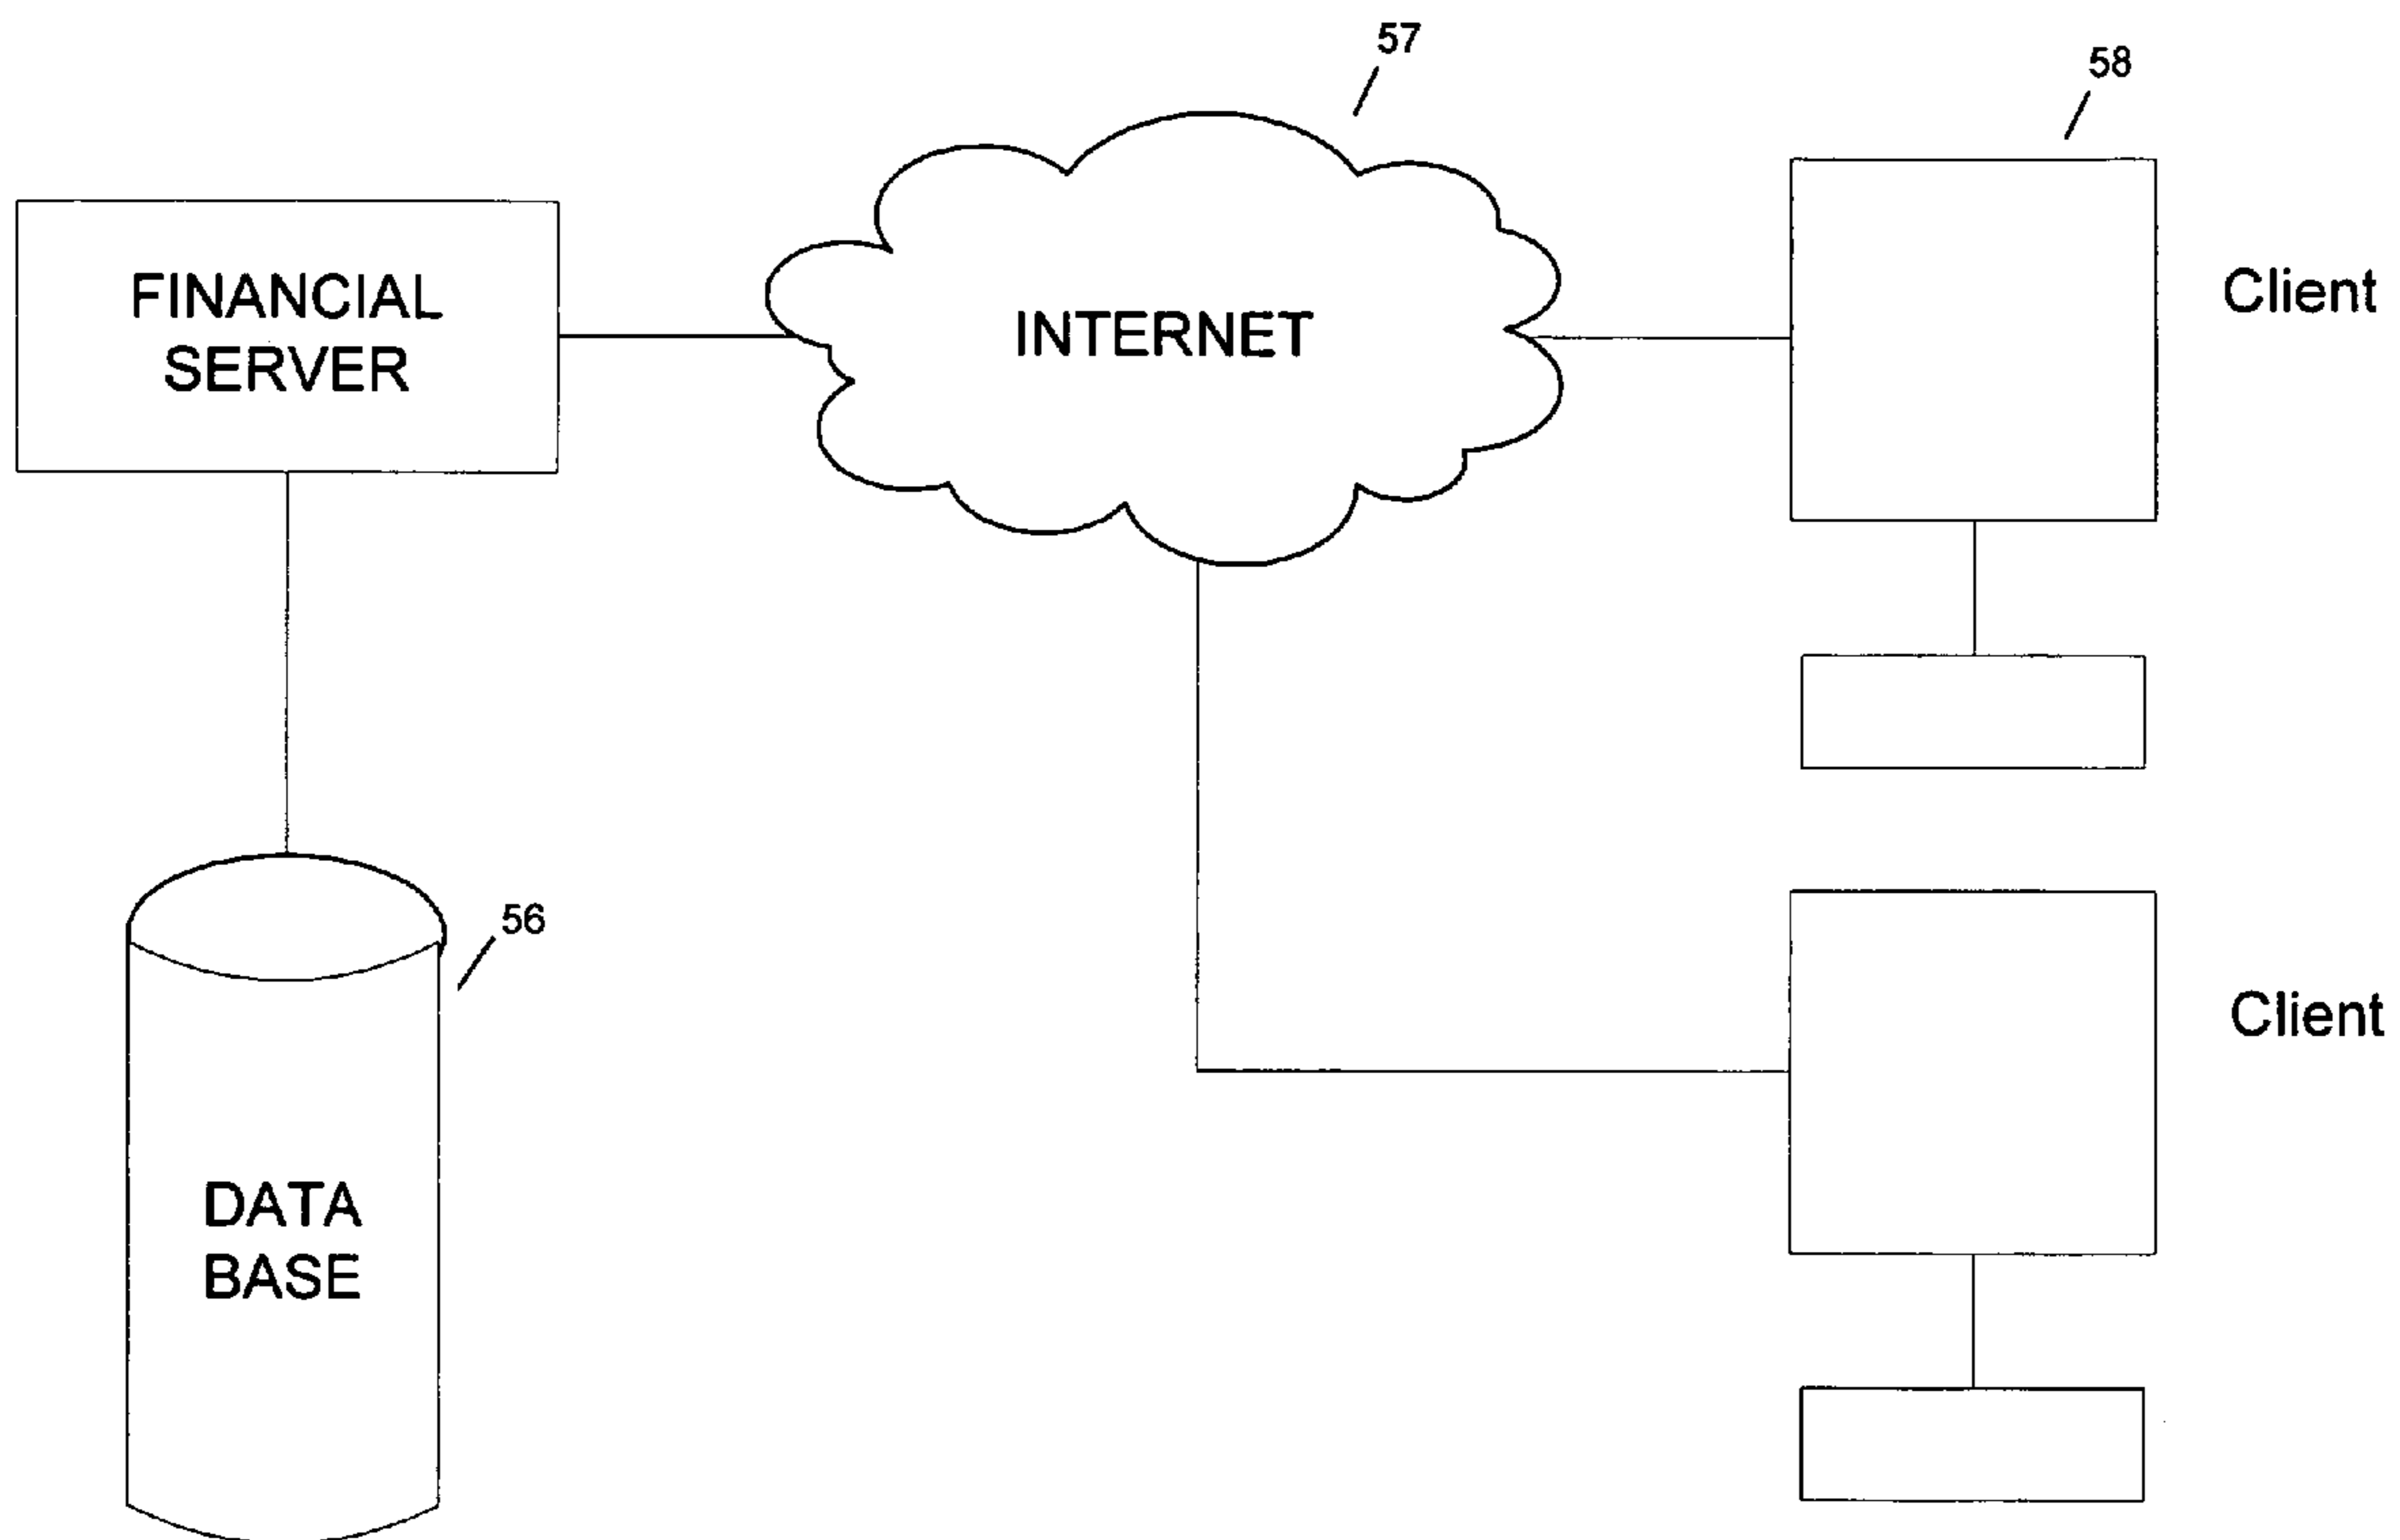 57
58
FINANCIAL
SERVER
INTERNET
Client
56
Client
DATA
BASE